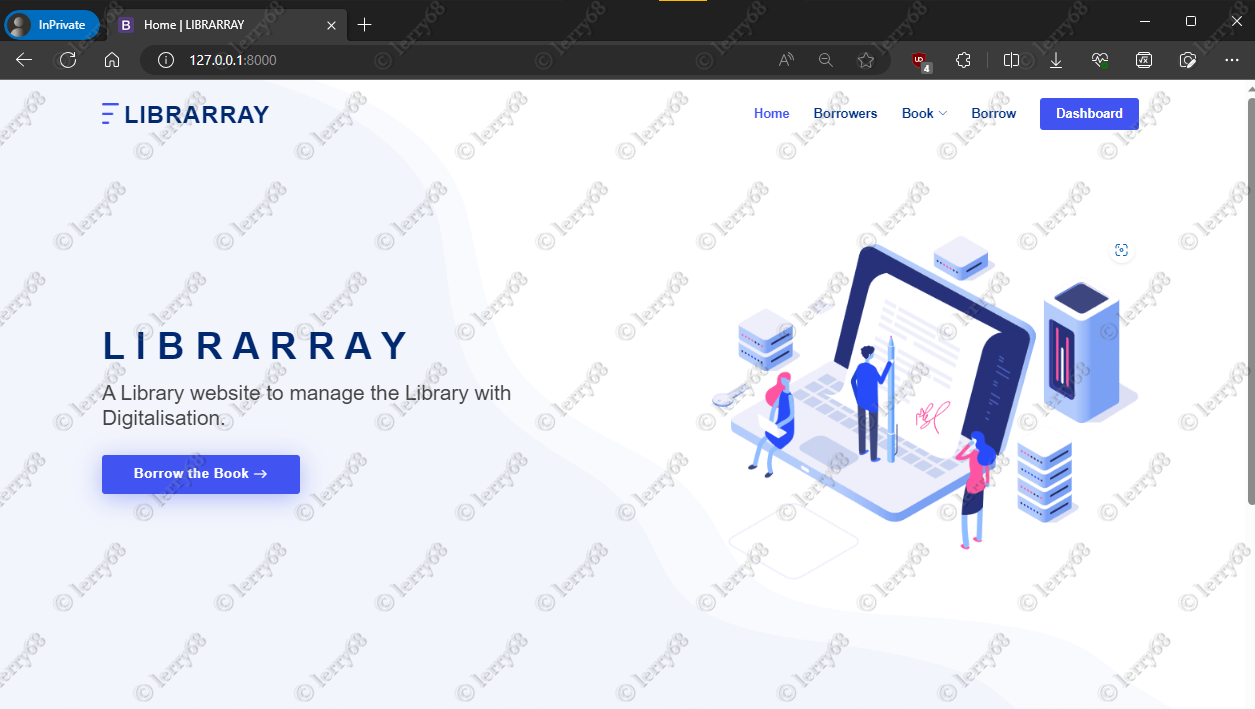 InPrivate
B Home | LIBRARRAY
127.0.0.1:8000
4
LIBRARRAY
Home Borrowers Book Borrow Dashboard
LIBRARRAY
A Library website to manage the Library with
Digitalisation.
Borrow the Book →
© lerry68